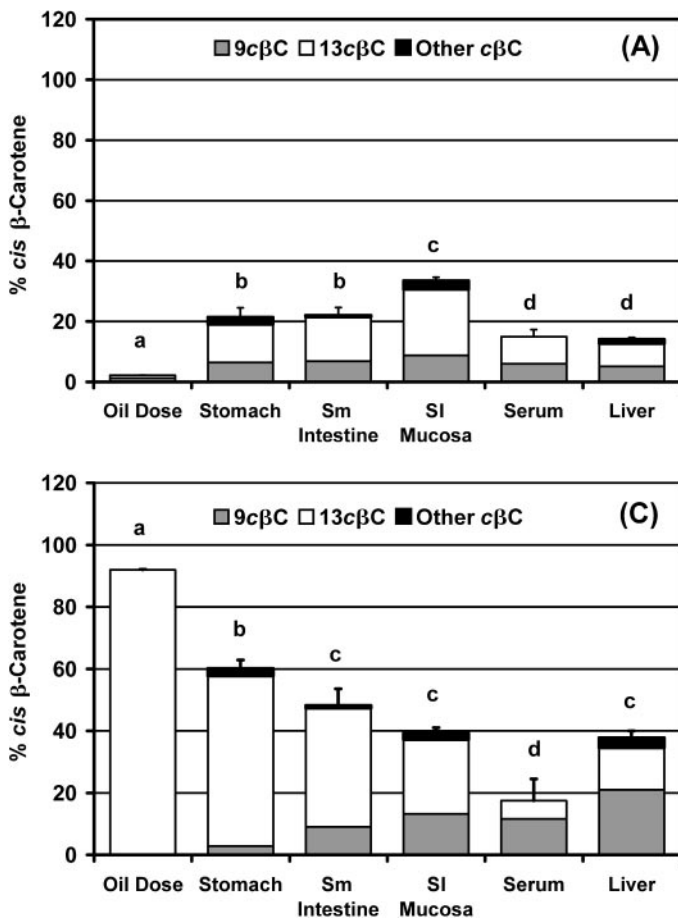 120
9cβC 13cβC Other cβC (A)
100
80
60
40
20
0
% cis β-Carotene
a
b
b
c
d
d
Oil Dose Stomach Sm Intestine SI Mucosa Serum Liver
120
9cβC 13cβC Other cβC (C)
100
80
60
40
20
0
% cis β-Carotene
a
b
c
c
d
c
Oil Dose Stomach Sm Intestine SI Mucosa Serum Liver